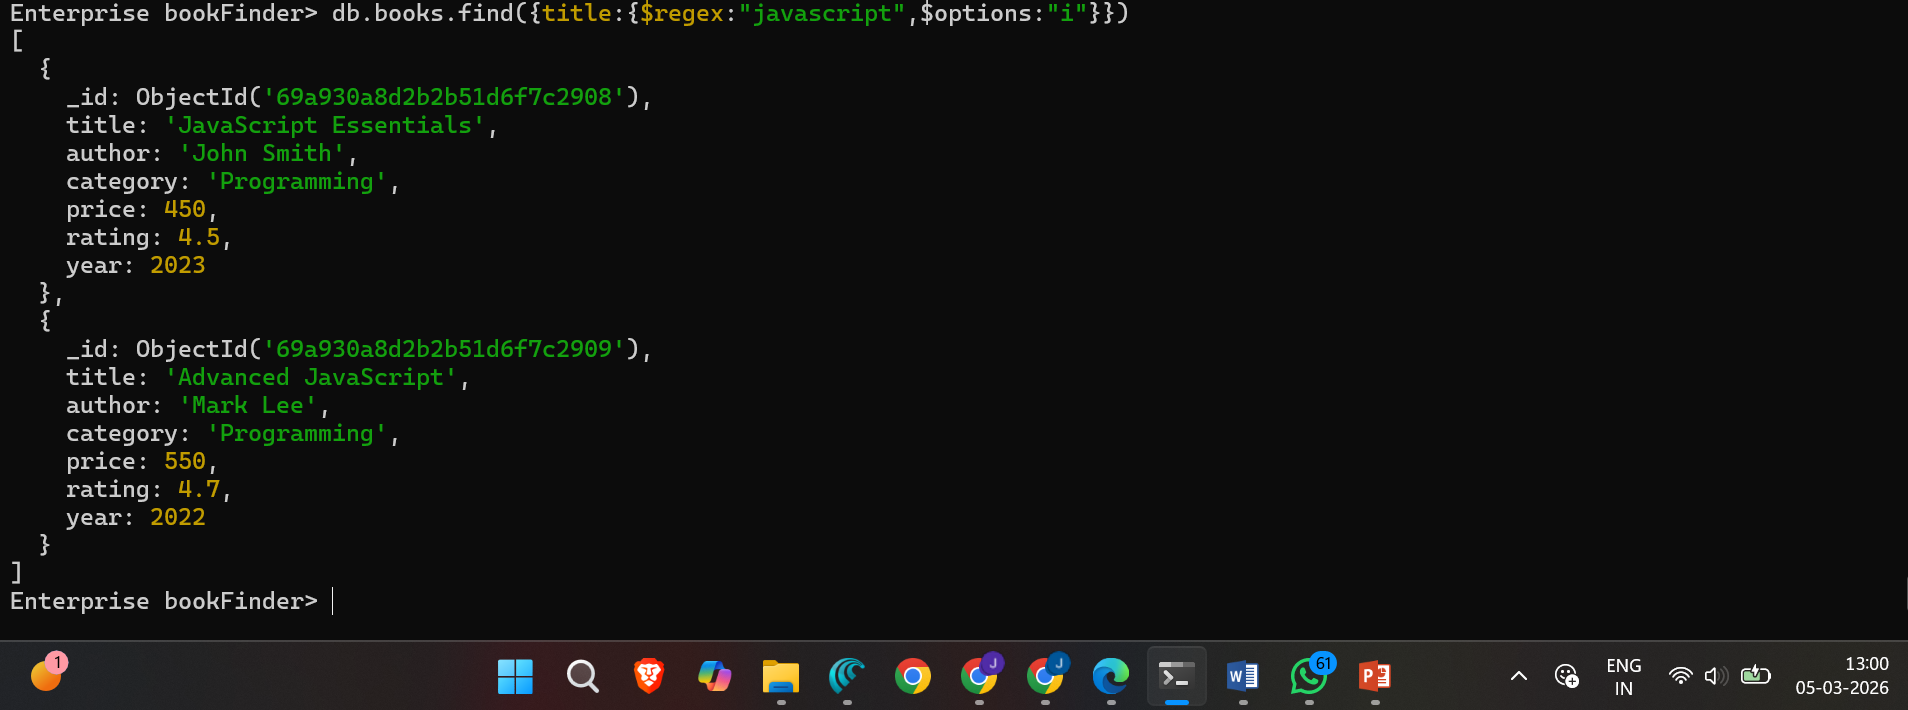 Enterprise bookFinder> db.books.find({title:{$regex:"javascript",$options:"i"}})
[
  {
    _id: ObjectId('69a930a8d2b2b51d6f7c2908'),
    title: 'JavaScript Essentials',
    author: 'John Smith',
    category: 'Programming',
    price: 450,
    rating: 4.5,
    year: 2023
  },
  {
    _id: ObjectId('69a930a8d2b2b51d6f7c2909'),
    title: 'Advanced JavaScript',
    author: 'Mark Lee',
    category: 'Programming',
    price: 550,
    rating: 4.7,
    year: 2022
  }
]
Enterprise bookFinder>
1
J
J
W
61
P
ENG
IN
13:00
05-03-2026